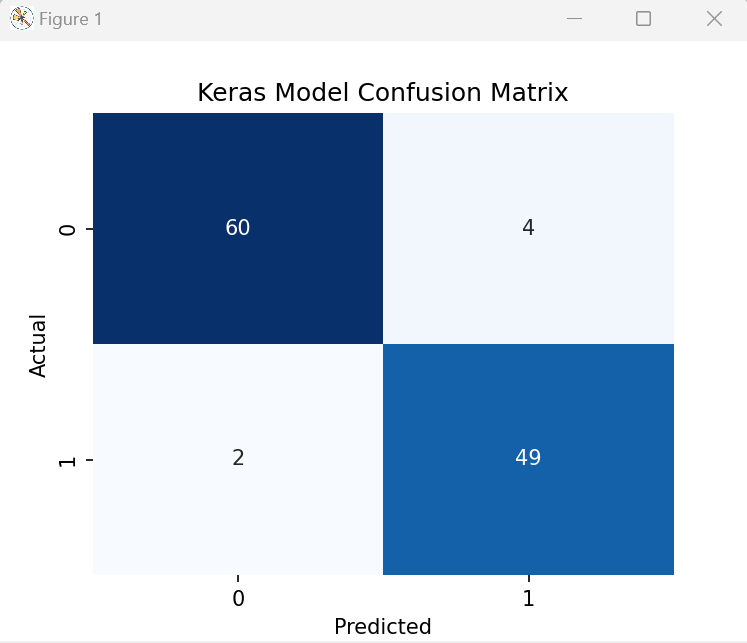 Figure 1
Keras Model Confusion Matrix
0
60
4
Actual
1
2
49
0
1
Predicted